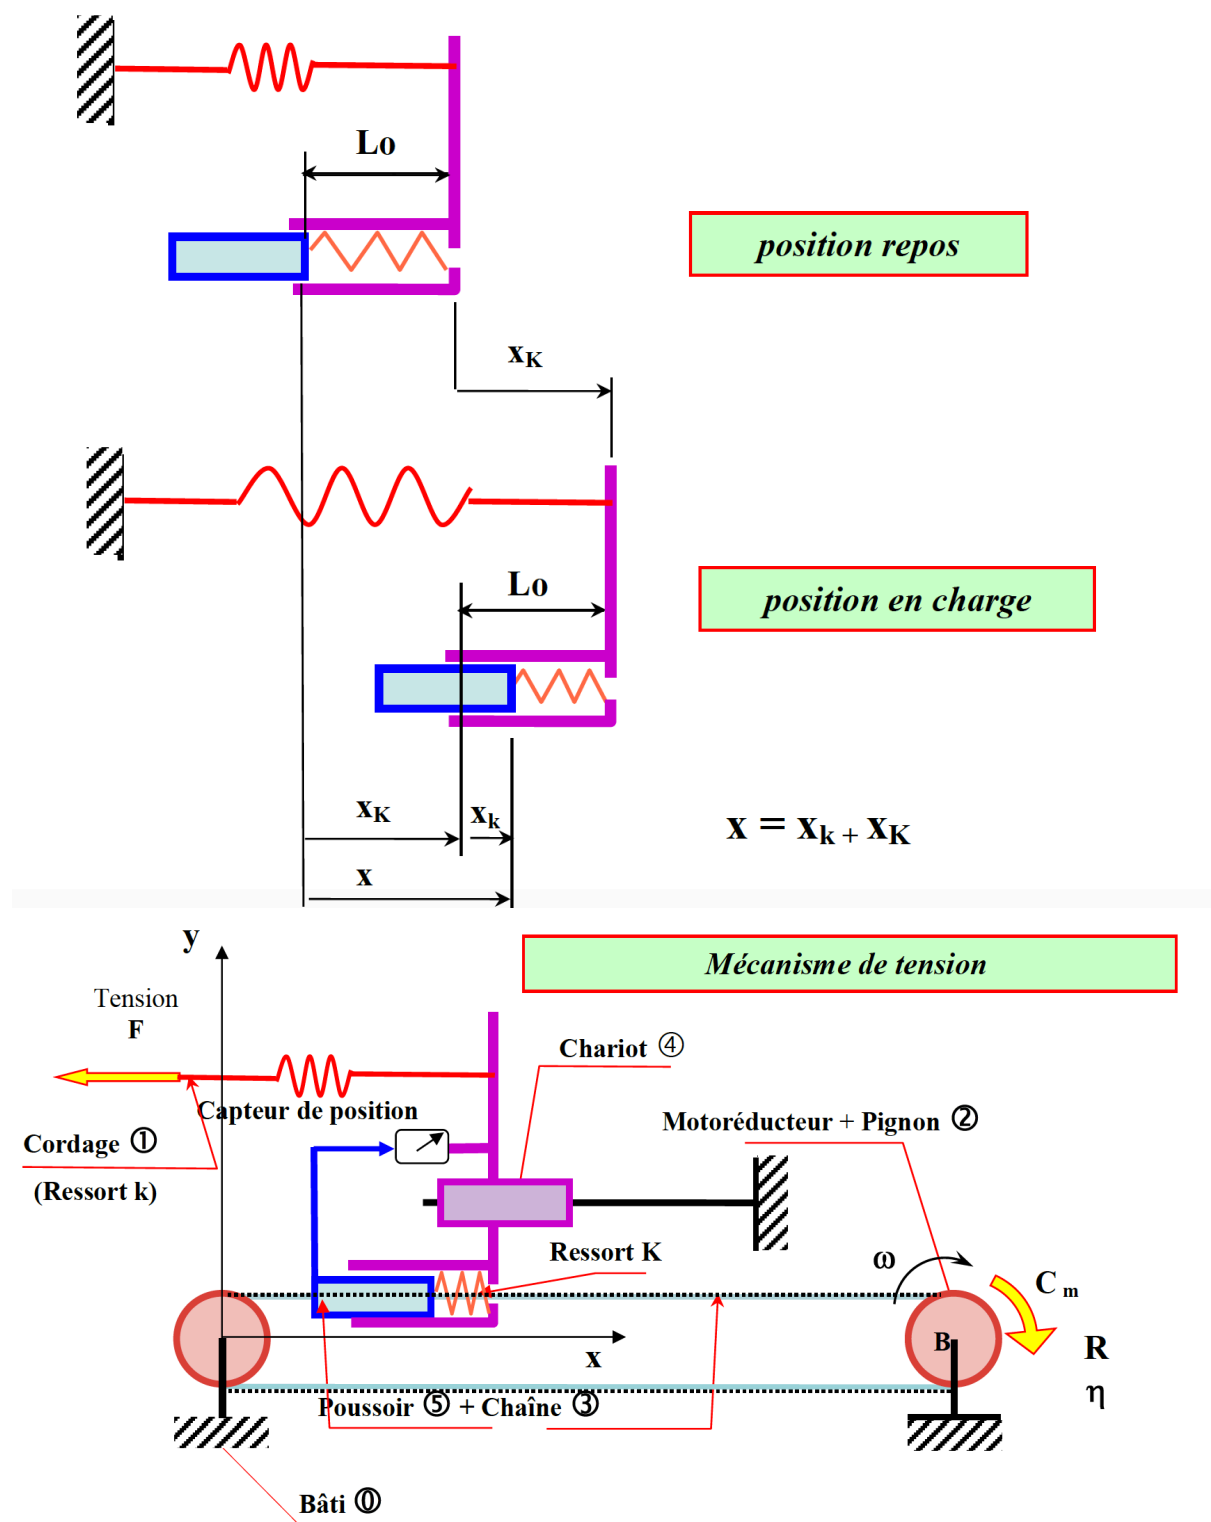 Lo
position repos
xK
Lo
position en charge
xK
xk
x = xk + xK
x
y
Mécanisme de tension
Tension
F
Chariot ④
Capteur de position
Motoréducteur + Pignon ②
Cordage ①
(Ressort k)
Ressort K
ω
C m
B
R
x
η
Poussoir ⑤ + Chaîne ③
Bâti ⓪